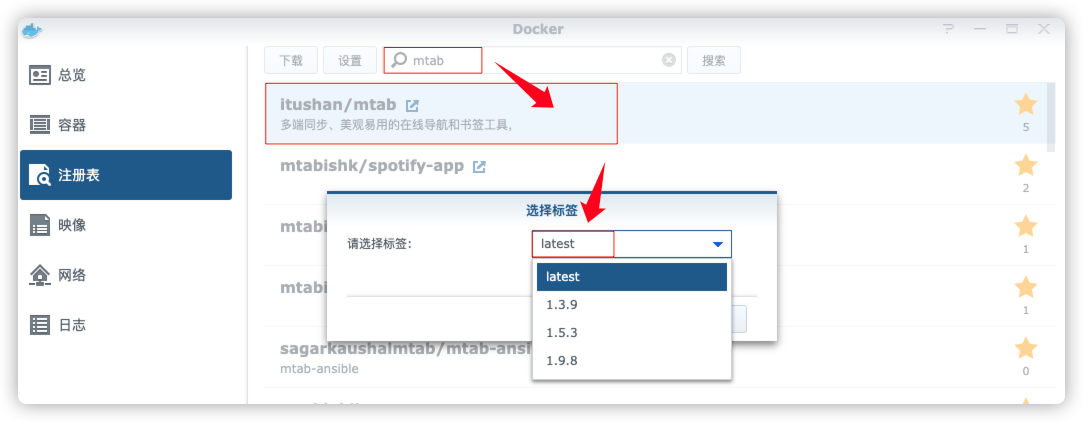 Docker
总览
容器
注册表
映像
网络
日志
下载
设置
mtab
搜索
itushan/mtab
多端同步、美观易用的在线导航和书签工具,
5
mtabishk/spotify-app
2
mtabi
1
mtabi
1
sagarkaushalmtab/mtab-ansi
mtab-ansible
0
选择标签
请选择标签:
latest
latest
1.3.9
1.5.3
1.9.8